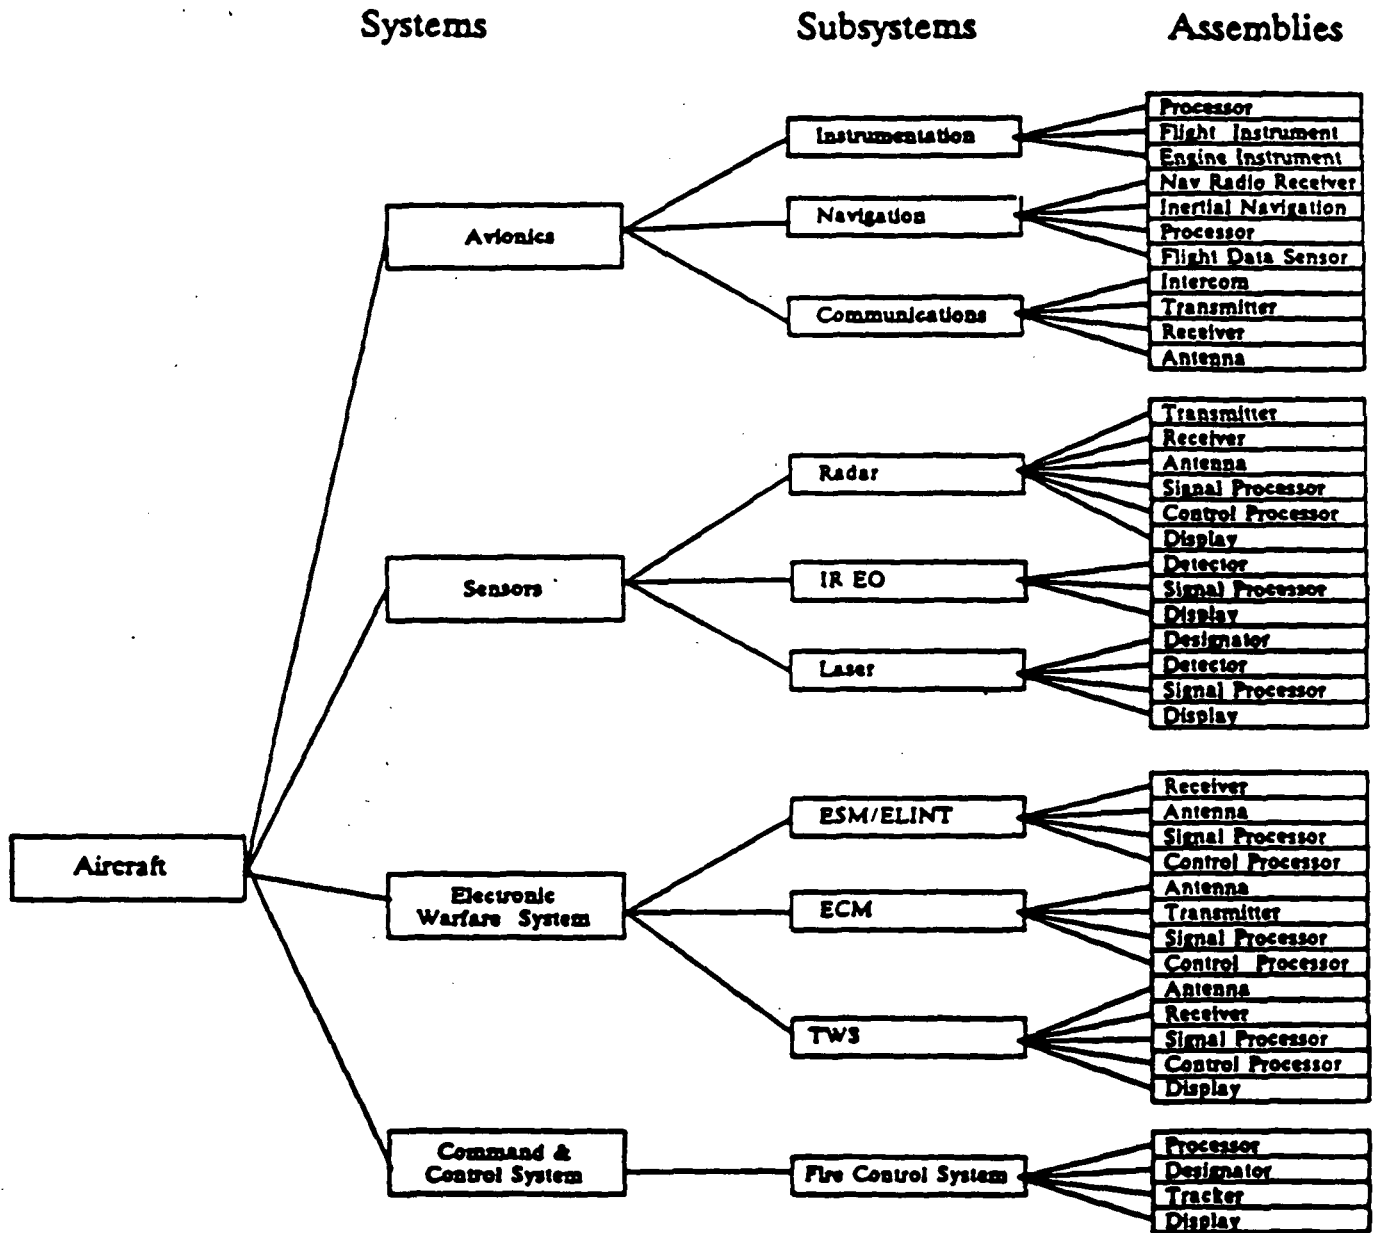 Systems
Subsystems
Assemblies
Aircraft
Avionics
Instrumentation
Processor
Flight Instrument
Engine Instrument
Navigation
Nav Radio Receiver
Inertial Navigation
Processor
Flight Data Sensor
Communications
Intercom
Transmitter
Receiver
Antenna
Sensors
Radar
Transmitter
Receiver
Antenna
Signal Processor
Control Processor
Display
IR EO
Detector
Signal Processor
Display
Laser
Designator
Detector
Signal Processor
Display
Electronic
Warfare System
ESM/ELINT
Receiver
Antenna
Signal Processor
Control Processor
ECM
Antenna
Transmitter
Signal Processor
Control Processor
TWS
Antenna
Receiver
Signal Processor
Control Processor
Display
Command &
Control System
Fire Control System
Processor
Designator
Tracker
Display